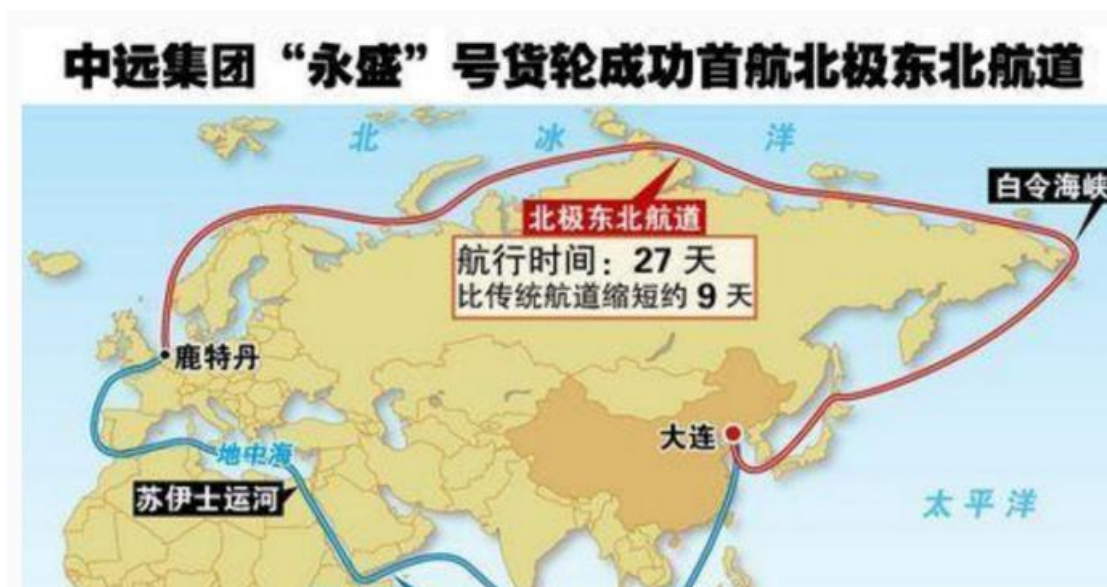 中远集团“永盛”号货轮成功首航北极东北航道
北 冰 洋
白令海峡
北极东北航道
航行时间：27 天
比传统航道缩短约 9 天
鹿特丹
大连
地中海
苏伊士运河
太平洋